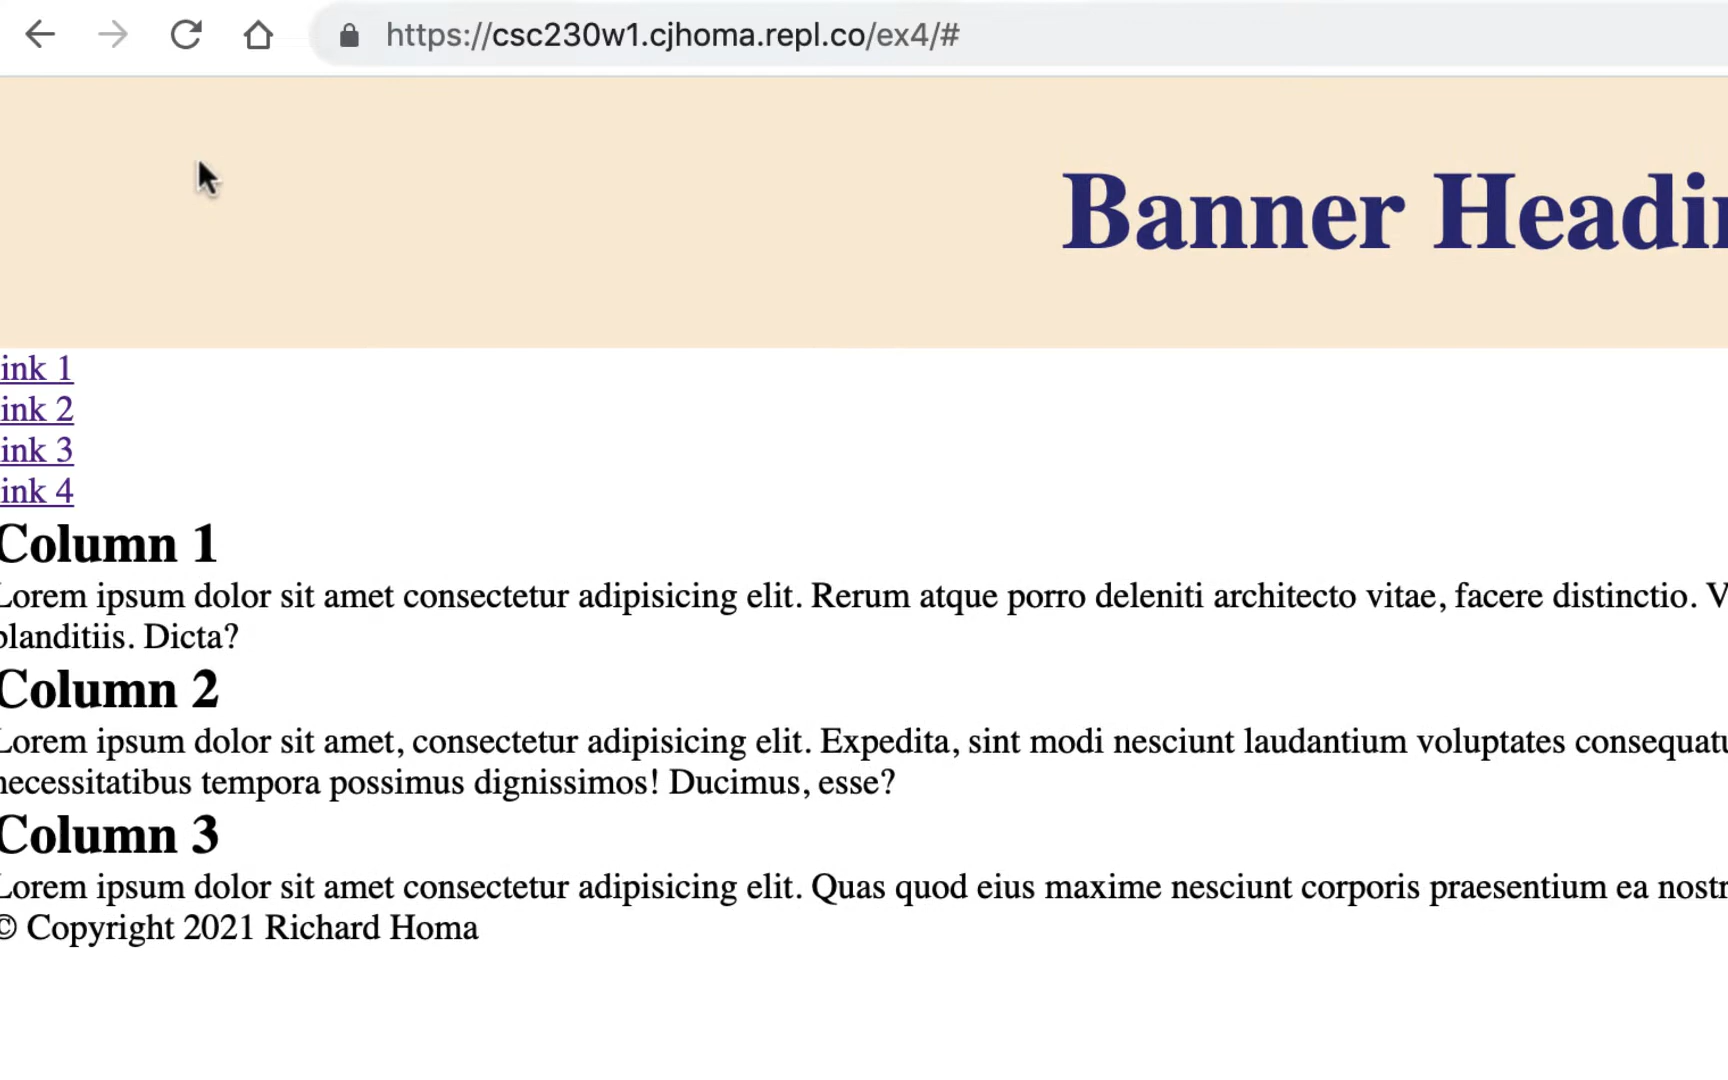 https://csc230w1.cjhoma.repl.co/ex4/#
Banner Headin
ink 1
ink 2
ink 3
ink 4
Column 1
Lorem ipsum dolor sit amet consectetur adipisicing elit. Rerum atque porro deleniti architecto vitae, facere distinctio. V
blanditiis. Dicta?
Column 2
Lorem ipsum dolor sit amet, consectetur adipisicing elit. Expedita, sint modi nesciunt laudantium voluptates consequatu
necessitatibus tempora possimus dignissimos! Ducimus, esse?
Column 3
Lorem ipsum dolor sit amet consectetur adipisicing elit. Quas quod eius maxime nesciunt corporis praesentium ea nostr
© Copyright 2021 Richard Homa